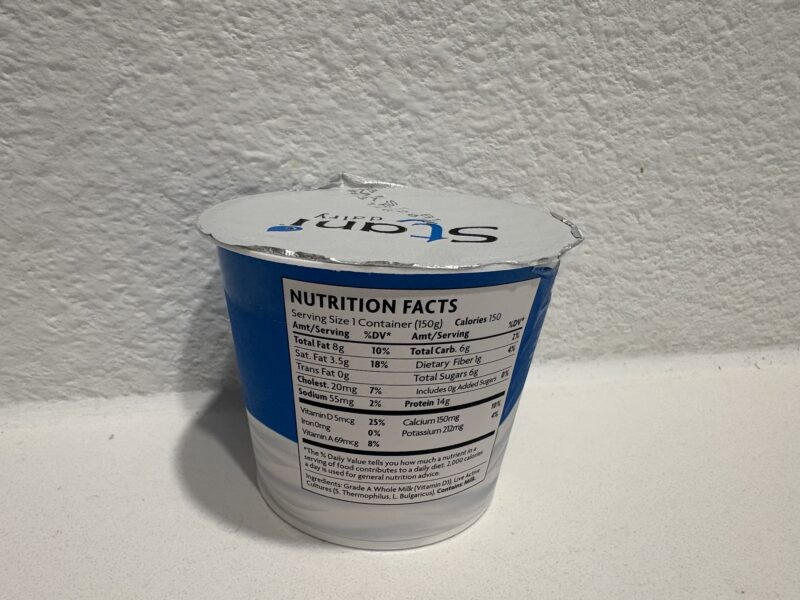 Stani
dairy
NUTRITION FACTS
Serving Size 1 Container (150g) Calories 150
Amt/Serving %DV* Amt/Serving %DV*
Total Fat 8g 10% Total Carb. 6g 2%
Sat. Fat 3.5g 18% Dietary Fiber 1g 4%
Trans Fat 0g Total Sugars 6g
Cholest. 20mg 7% Includes 0g Added Sugars 0%
Sodium 55mg 2% Protein 14g
Vitamin D 5mcg 25% Calcium 150mg 10%
Iron 0mg 0% Potassium 212mg 4%
Vitamin A 69mcg 8%
*The % Daily Value tells you how much a nutrient in a
serving of food contributes to a daily diet. 2,000 calories
a day is used for general nutrition advice.
Ingredients: Grade A Whole Milk (Vitamin D3), Live Active
Cultures (S. Thermophilus, L. Bulgaricus). Contains: Milk.